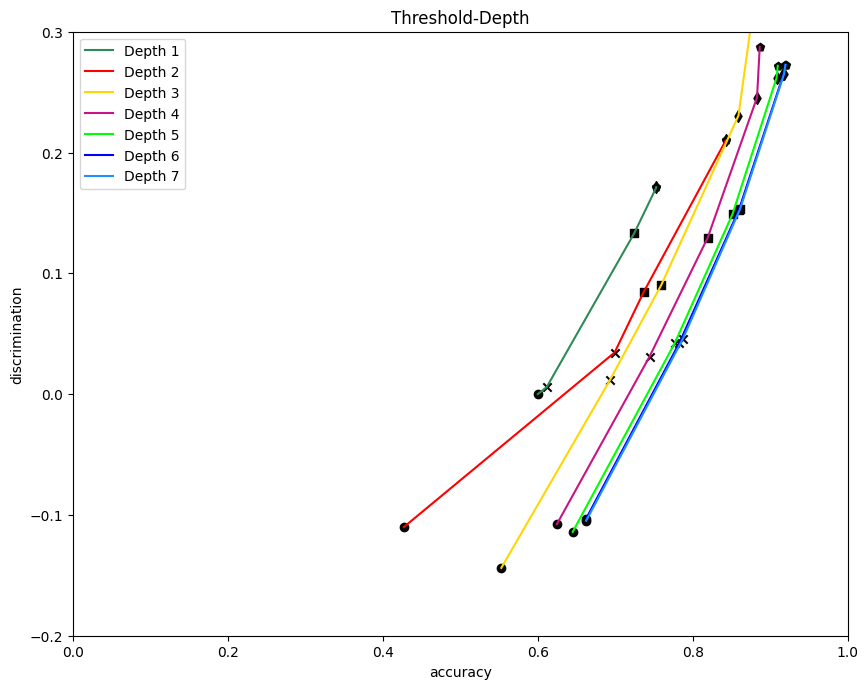 Threshold-Depth
Depth 1
Depth 2
Depth 3
Depth 4
Depth 5
Depth 6
Depth 7
0.3
0.2
0.1
0.0
−0.1
−0.2
discrimination
0.0 0.2 0.4 0.6 0.8 1.0
accuracy